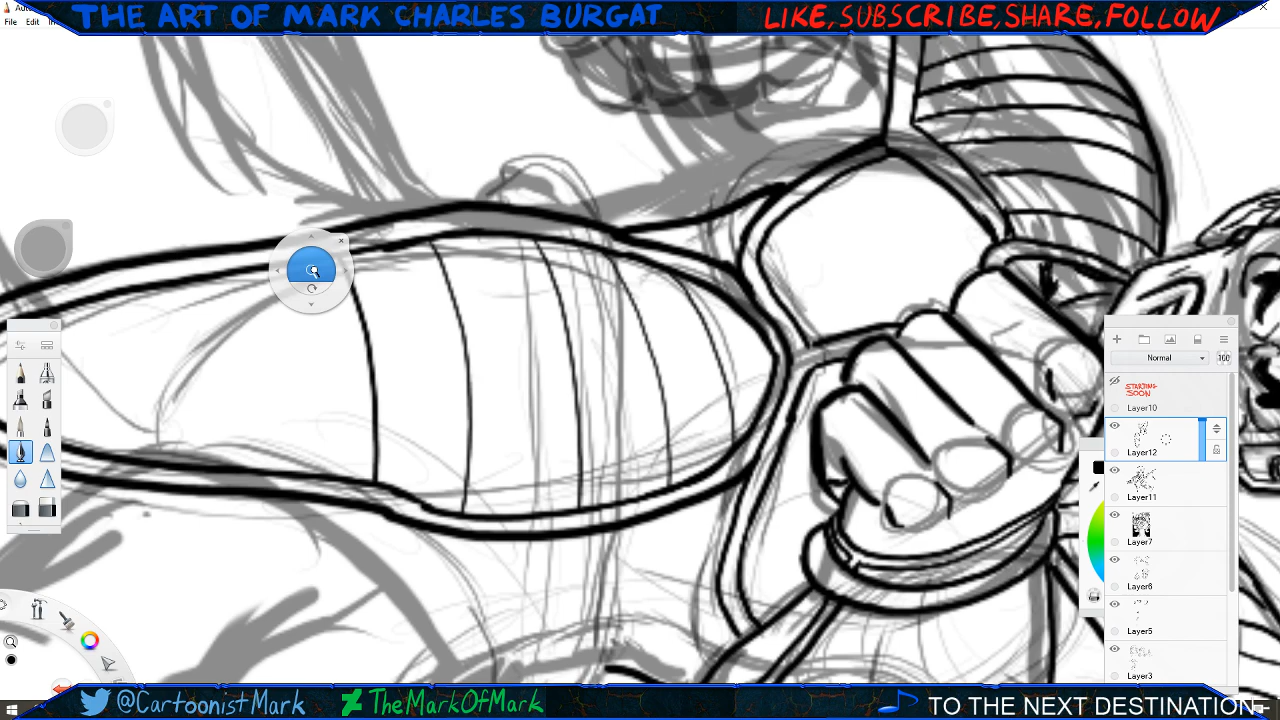 THE ART OF MARK CHARLES BURGAT
LIKE, SUBSCRIBE, SHARE, FOLLOW
File Edit
Normal
100
STARTING SOON
Layer10
Layer12
Layer11
Layer7
Layer6
Layer5
Layer3
@CartoonistMark
TheMarkOfMark
TO THE NEXT DESTINATION